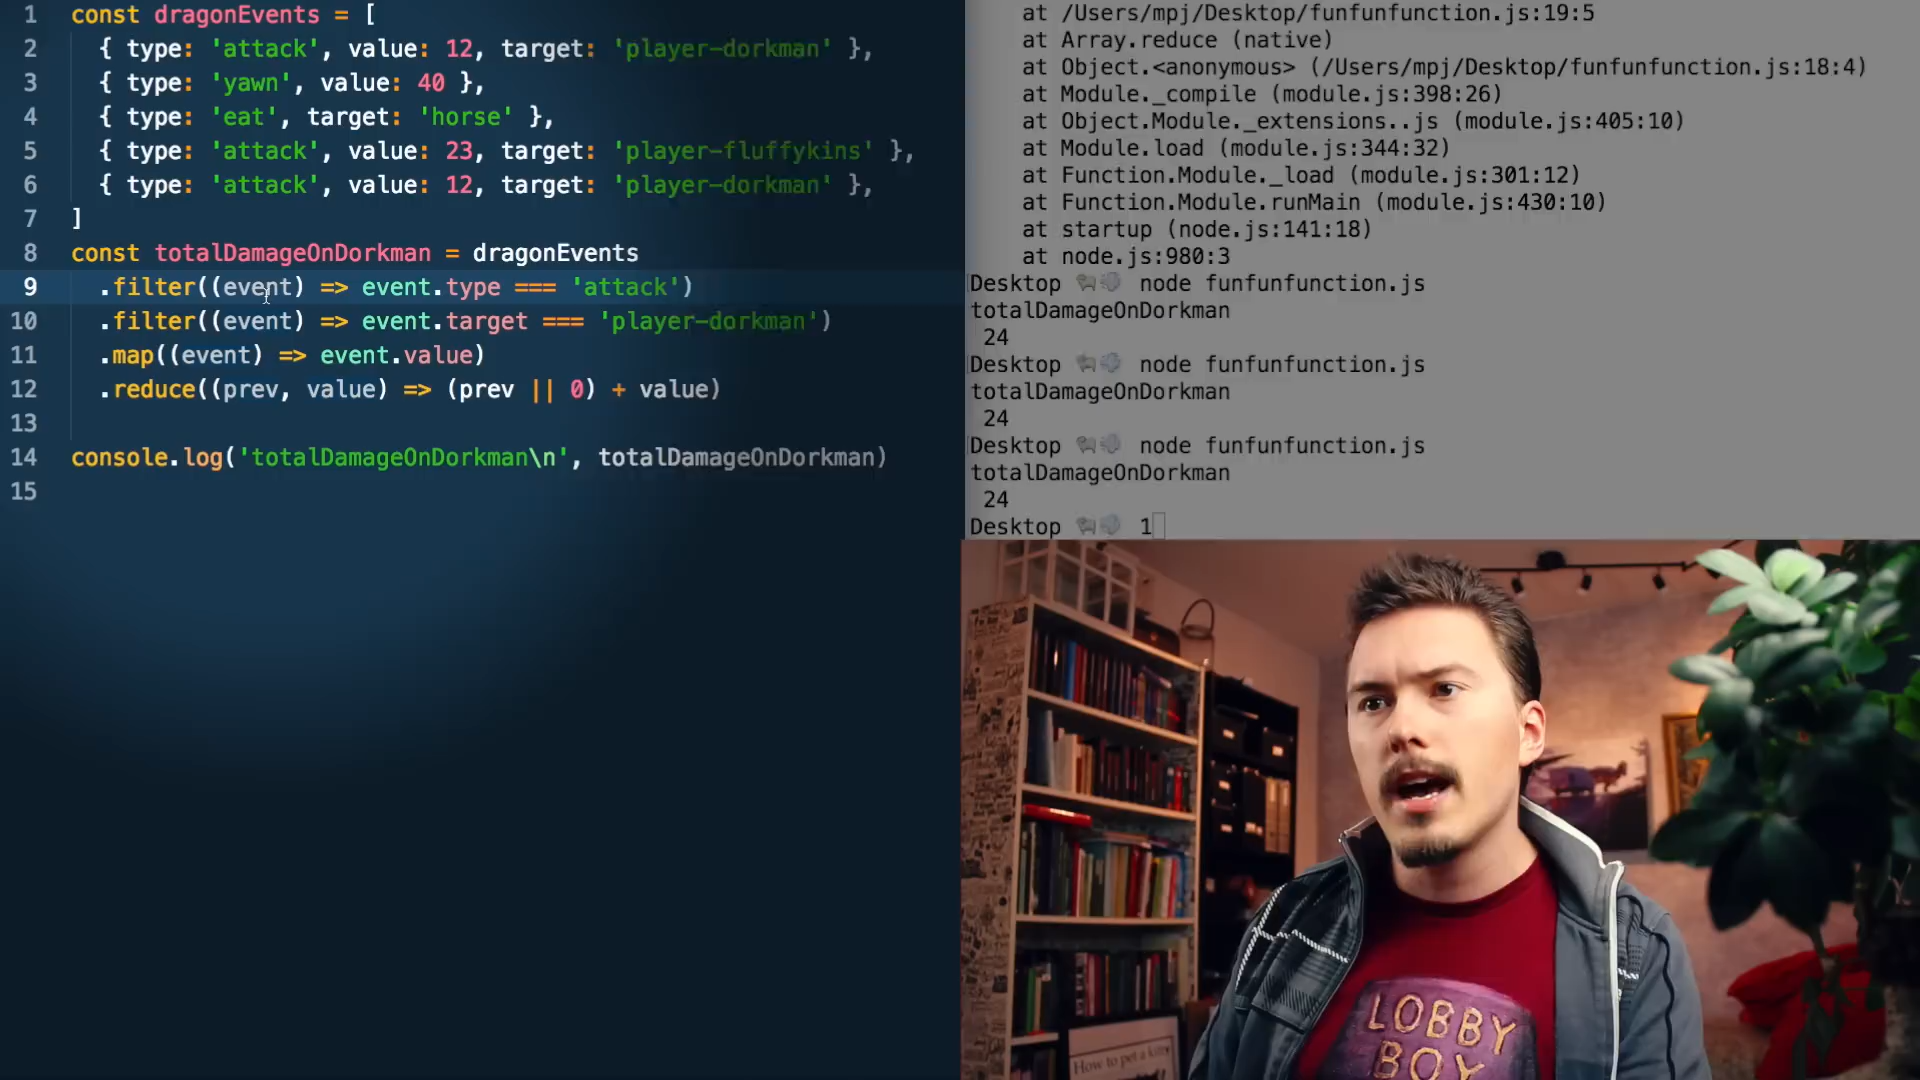 1 const dragonEvents = [
2 { type: 'attack', value: 12, target: 'player-dorkman' },
3 { type: 'yawn', value: 40 },
4 { type: 'eat', target: 'horse' },
5 { type: 'attack', value: 23, target: 'player-fluffykins' },
6 { type: 'attack', value: 12, target: 'player-dorkman' },
7 ]
8 const totalDamageOnDorkman = dragonEvents
9 .filter((event) => event.type === 'attack')
10 .filter((event) => event.target === 'player-dorkman')
11 .map((event) => event.value)
12 .reduce((prev, value) => (prev || 0) + value)
13
14 console.log('totalDamageOnDorkman\n', totalDamageOnDorkman)
15
at /Users/mpj/Desktop/funfunfunction.js:19:5
at Array.reduce (native)
at Object.<anonymous> (/Users/mpj/Desktop/funfunfunction.js:18:4)
at Module._compile (module.js:398:26)
at Object.Module._extensions..js (module.js:405:10)
at Module.load (module.js:344:32)
at Function.Module._load (module.js:301:12)
at Function.Module.runMain (module.js:430:10)
at startup (node.js:141:18)
at node.js:980:3
Desktop 🐑💨 node funfunfunction.js
totalDamageOnDorkman
24
Desktop 🐑💨 node funfunfunction.js
totalDamageOnDorkman
24
Desktop 🐑💨 node funfunfunction.js
totalDamageOnDorkman
24
Desktop 🐑💨 1
LOBBY
BOY
How to pet a kitty